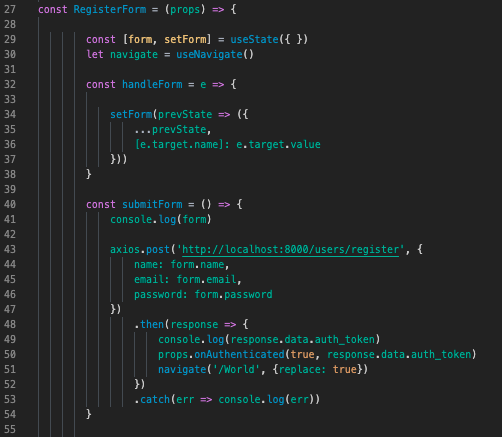 27 const RegisterForm = (props) => {
28
29 const [form, setForm] = useState({ })
30 let navigate = useNavigate()
31
32 const handleForm = e => {
33
34 setForm(prevState => ({
35 ...prevState,
36 [e.target.name]: e.target.value
37 }))
38 }
39
40 const submitForm = () => {
41 console.log(form)
42
43 axios.post('http://localhost:8000/users/register', {
44 name: form.name,
45 email: form.email,
46 password: form.password
47 })
48 .then(response => {
49 console.log(response.data.auth_token)
50 props.onAuthenticated(true, response.data.auth_token)
51 navigate('/World', {replace: true})
52 })
53 .catch(err => console.log(err))
54 }
55